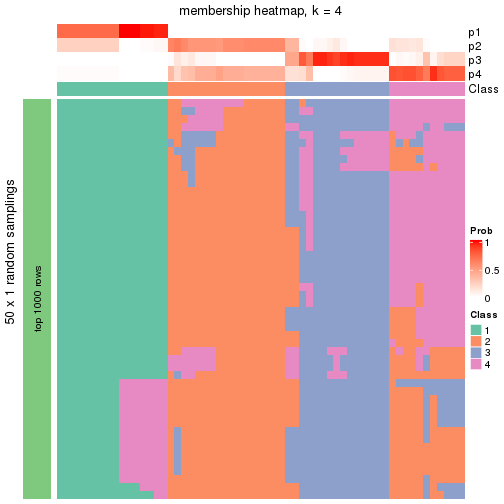 membership heatmap, k = 4
p1
p2
p3
p4
Class
50 x 1 random samplings
top 1000 rows
Prob
1
0.5
0
Class
1
2
3
4